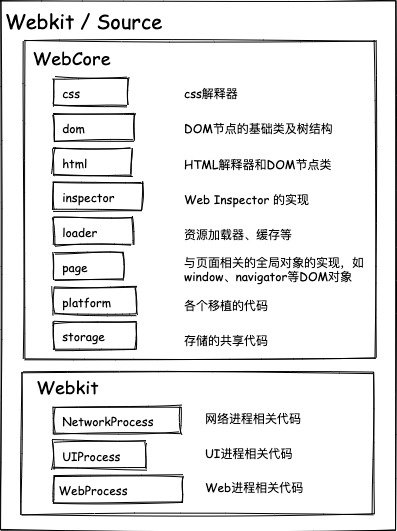 Webkit / Source
WebCore
css css解释器
dom DOM节点的基础类及树结构
html HTML解释器和DOM节点类
inspector Web Inspector 的实现
loader 资源加载器、缓存等
page 与页面相关的全局对象的实现，如
window、navigator等DOM对象
platform 各个移植的代码
storage 存储的共享代码
Webkit
NetworkProcess 网络进程相关代码
UIProcess UI进程相关代码
WebProcess Web进程相关代码